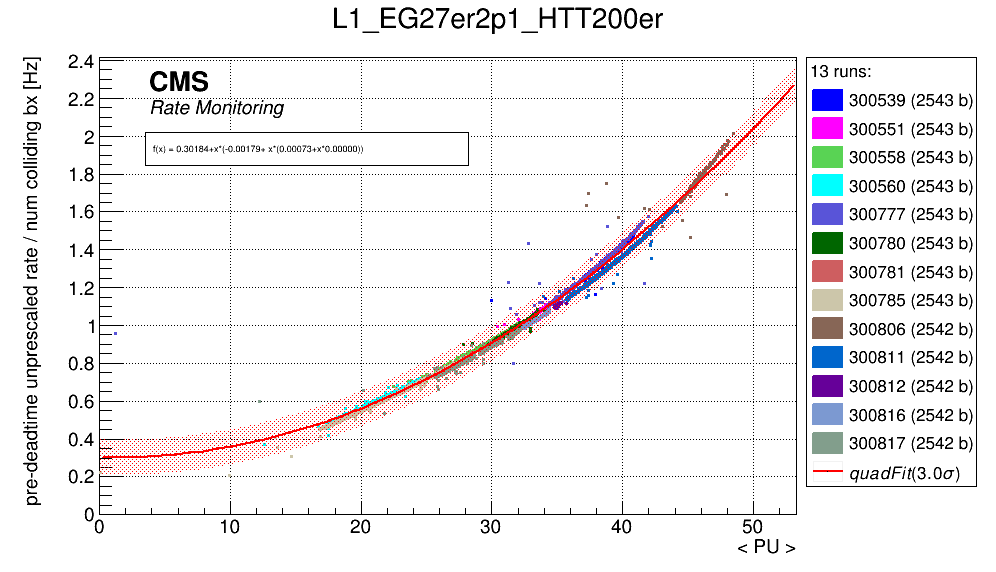 L1_EG27er2p1_HTT200er
pre-deadtime unprescaled rate / num colliding bx [Hz]
CMS
Rate Monitoring
f(x) = 0.30184+x*(-0.00179+ x*(0.00073+x*0.00000))
2.4
2.2
2
1.8
1.6
1.4
1.2
1
0.8
0.6
0.4
0.2
0
0 10 20 30 40 50
< PU >
13 runs:
300539 (2543 b)
300551 (2543 b)
300558 (2543 b)
300560 (2543 b)
300777 (2543 b)
300780 (2543 b)
300781 (2543 b)
300785 (2543 b)
300806 (2542 b)
300811 (2542 b)
300812 (2542 b)
300816 (2542 b)
300817 (2542 b)
quadFit(3.0σ)